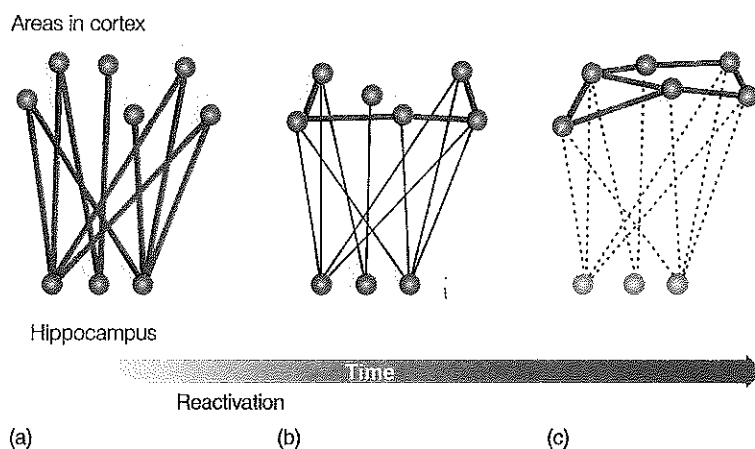 Areas in cortex
Hippocampus
Time
Reactivation
(a) (b) (c)